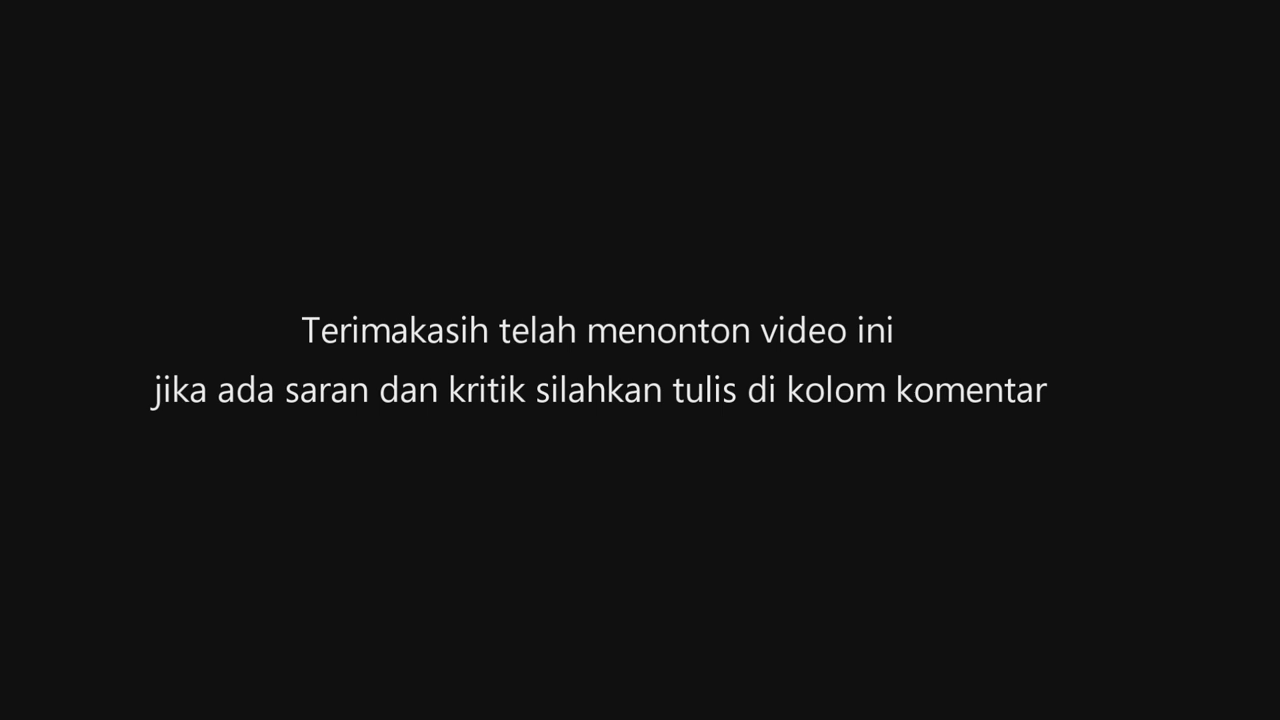 Terimakasih telah menonton video ini
jika ada saran dan kritik silahkan tulis di kolom komentar